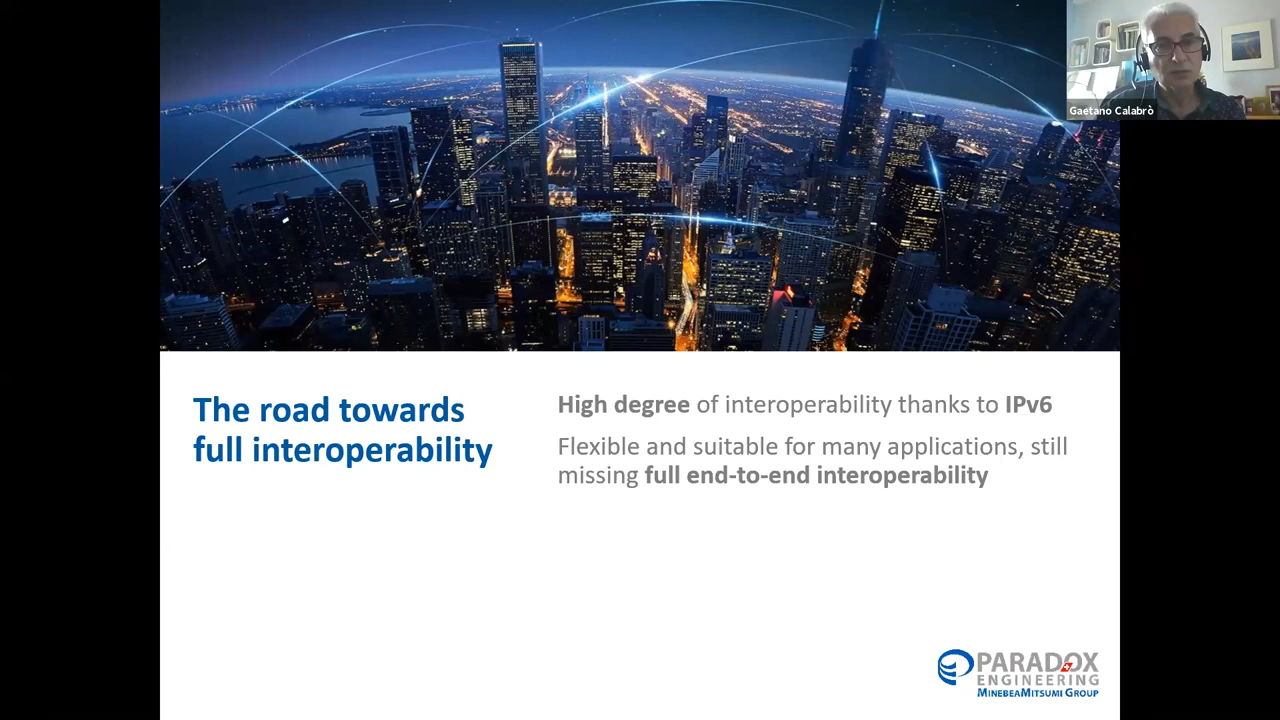 Gaetano Calabrò
The road towards
full interoperability
High degree of interoperability thanks to IPv6
Flexible and suitable for many applications, still
missing full end-to-end interoperability
PARADOX
ENGINEERING
MINEBEAMITSUMI GROUP